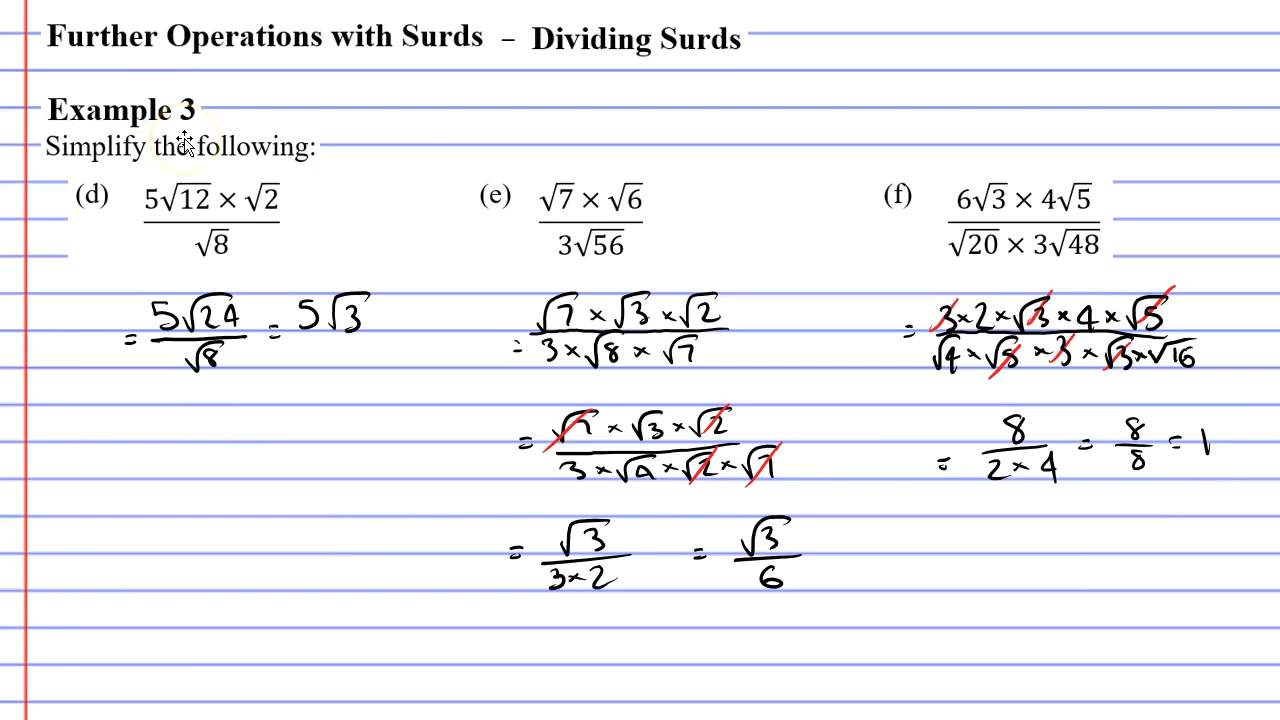 Further Operations with Surds – Dividing Surds
Example 3
Simplify the following:
(d) 5√12 × √2 / √8
(e) √7 × √6 / 3√56
(f) 6√3 × 4√5 / √20 × 3√48
= 5√24 / √8 = 5√3
= √7 × √3 × √2 / 3 × √8 × √7
= √7 × √3 × √2 / 3 × √4 × √2 × √7
= √3 / 3 × 2 = √3 / 6
= 3 × 2 × √3 × 4 × √5 / √4 × √5 × 3 × √3 × √16
= 8 / 2 × 4 = 8 / 8 = 1